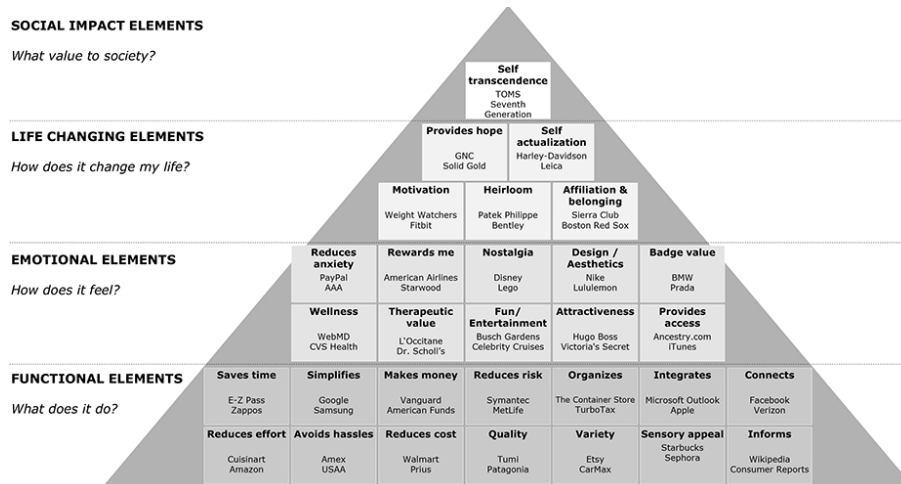 SOCIAL IMPACT ELEMENTS
What value to society?
Self
transcendence
TOMS
Seventh
Generation
LIFE CHANGING ELEMENTS
How does it change my life?
Provides hope
GNC
Solid Gold
Self
actualization
Harley-Davidson
Leica
Motivation
Weight Watchers
Fitbit
Heirloom
Patek Philippe
Bentley
Affiliation &
belonging
Sierra Club
Boston Red Sox
EMOTIONAL ELEMENTS
How does it feel?
Reduces
anxiety
PayPal
AAA
Rewards me
American Airlines
Starwood
Nostalgia
Disney
Lego
Design /
Aesthetics
Nike
Lululemon
Badge value
BMW
Prada
Wellness
WebMD
CVS Health
Therapeutic
value
L'Occitane
Dr. Scholl's
Fun/
Entertainment
Busch Gardens
Celebrity Cruises
Attractiveness
Hugo Boss
Victoria's Secret
Provides
access
Ancestry.com
iTunes
FUNCTIONAL ELEMENTS
What does it do?
Saves time
E-Z Pass
Zappos
Simplifies
Google
Samsung
Makes money
Vanguard
American Funds
Reduces risk
Symantec
MetLife
Organizes
The Container Store
TurboTax
Integrates
Microsoft Outlook
Apple
Connects
Facebook
Verizon
Reduces effort
Cuisinart
Amazon
Avoids hassles
Amex
USAA
Reduces cost
Walmart
Prius
Quality
Tumi
Patagonia
Variety
Etsy
CarMax
Sensory appeal
Starbucks
Sephora
Informs
Wikipedia
Consumer Reports